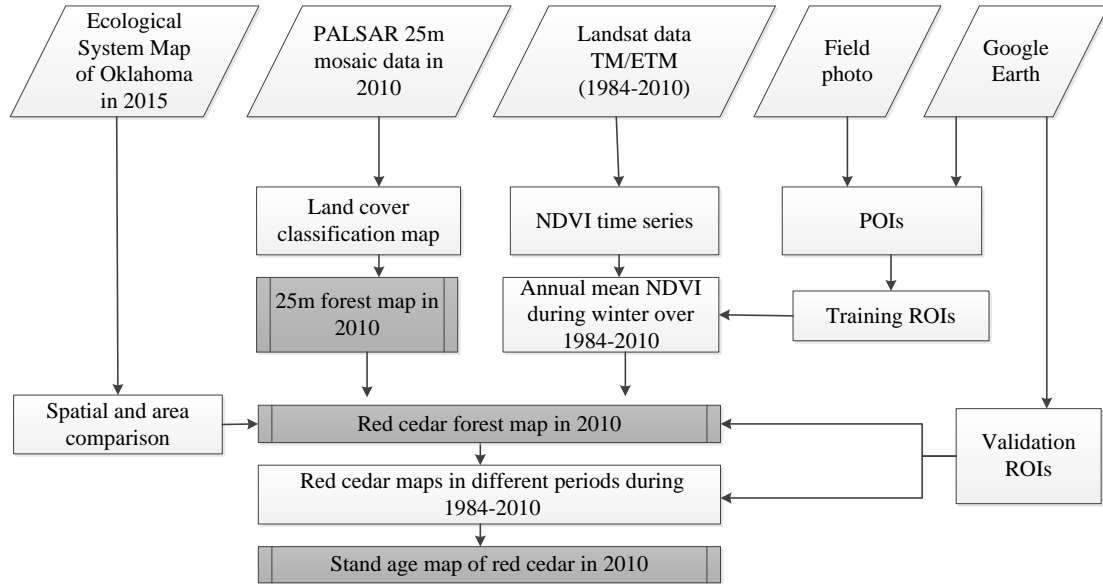 Ecological
System Map
of Oklahoma
in 2015
PALSAR 25m
mosaic data in
2010
Landsat data
TM/ETM
(1984-2010)
Field
photo
Google
Earth
Land cover
classification map
NDVI time series
POIs
25m forest map in
2010
Annual mean NDVI
during winter over
1984-2010
Training ROIs
Spatial and area
comparison
Red cedar forest map in 2010
Validation
ROIs
Red cedar maps in different periods during
1984-2010
Stand age map of red cedar in 2010